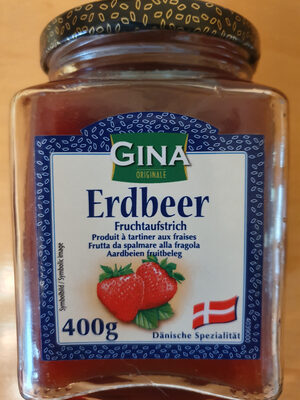 GINA
ORIGINALE
Erdbeer
Fruchtaufstrich
Produit à tartiner aux fraises
Frutta da spalmare alla fragola
Aardbeien fruitbeleg
Symbolbild / Symbolic image
400g
Dänische Spezialität